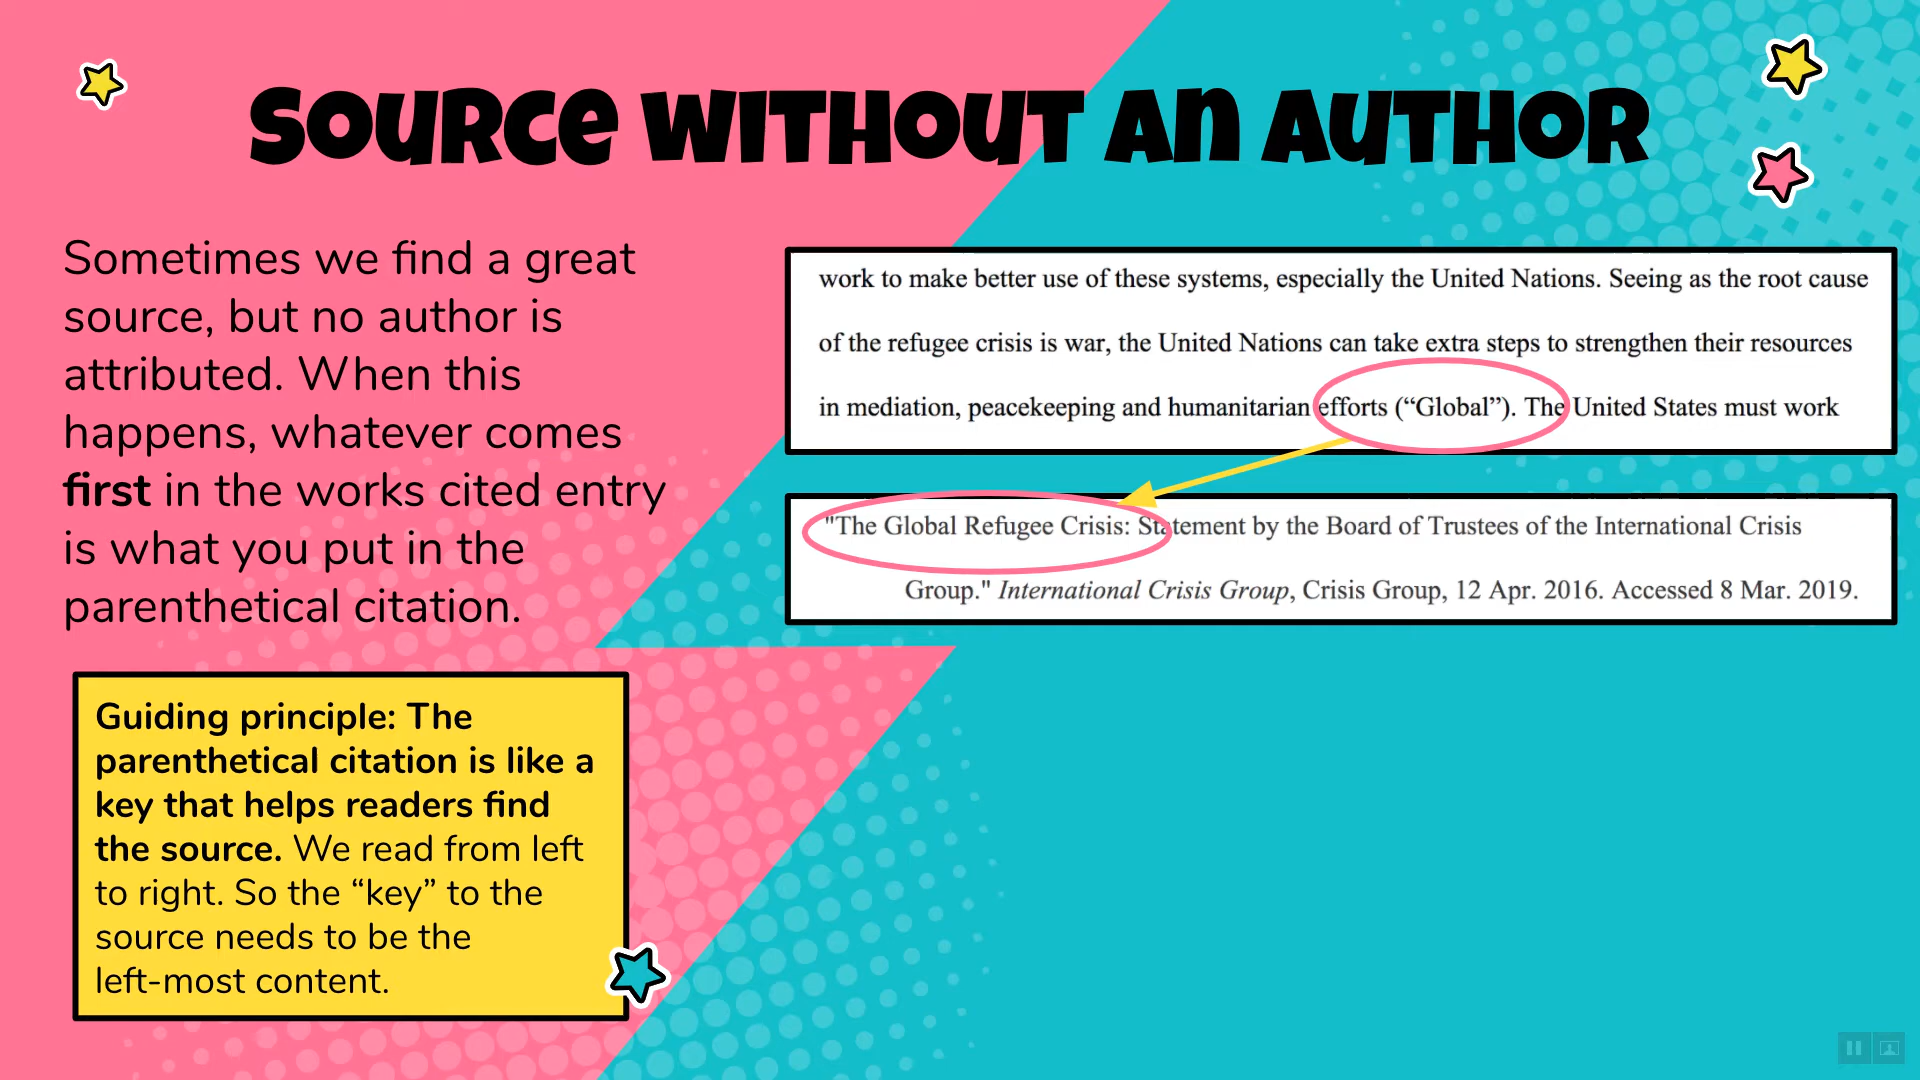 Source without an author
Sometimes we find a great
source, but no author is
attributed. When this
happens, whatever comes
first in the works cited entry
is what you put in the
parenthetical citation.
Guiding principle: The
parenthetical citation is like a
key that helps readers find
the source. We read from left
to right. So the “key” to the
source needs to be the
left-most content.
work to make better use of these systems, especially the United Nations. Seeing as the root cause
of the refugee crisis is war, the United Nations can take extra steps to strengthen their resources
in mediation, peacekeeping and humanitarian efforts (“Global”). The United States must work
"The Global Refugee Crisis: Statement by the Board of Trustees of the International Crisis
Group." International Crisis Group, Crisis Group, 12 Apr. 2016. Accessed 8 Mar. 2019.